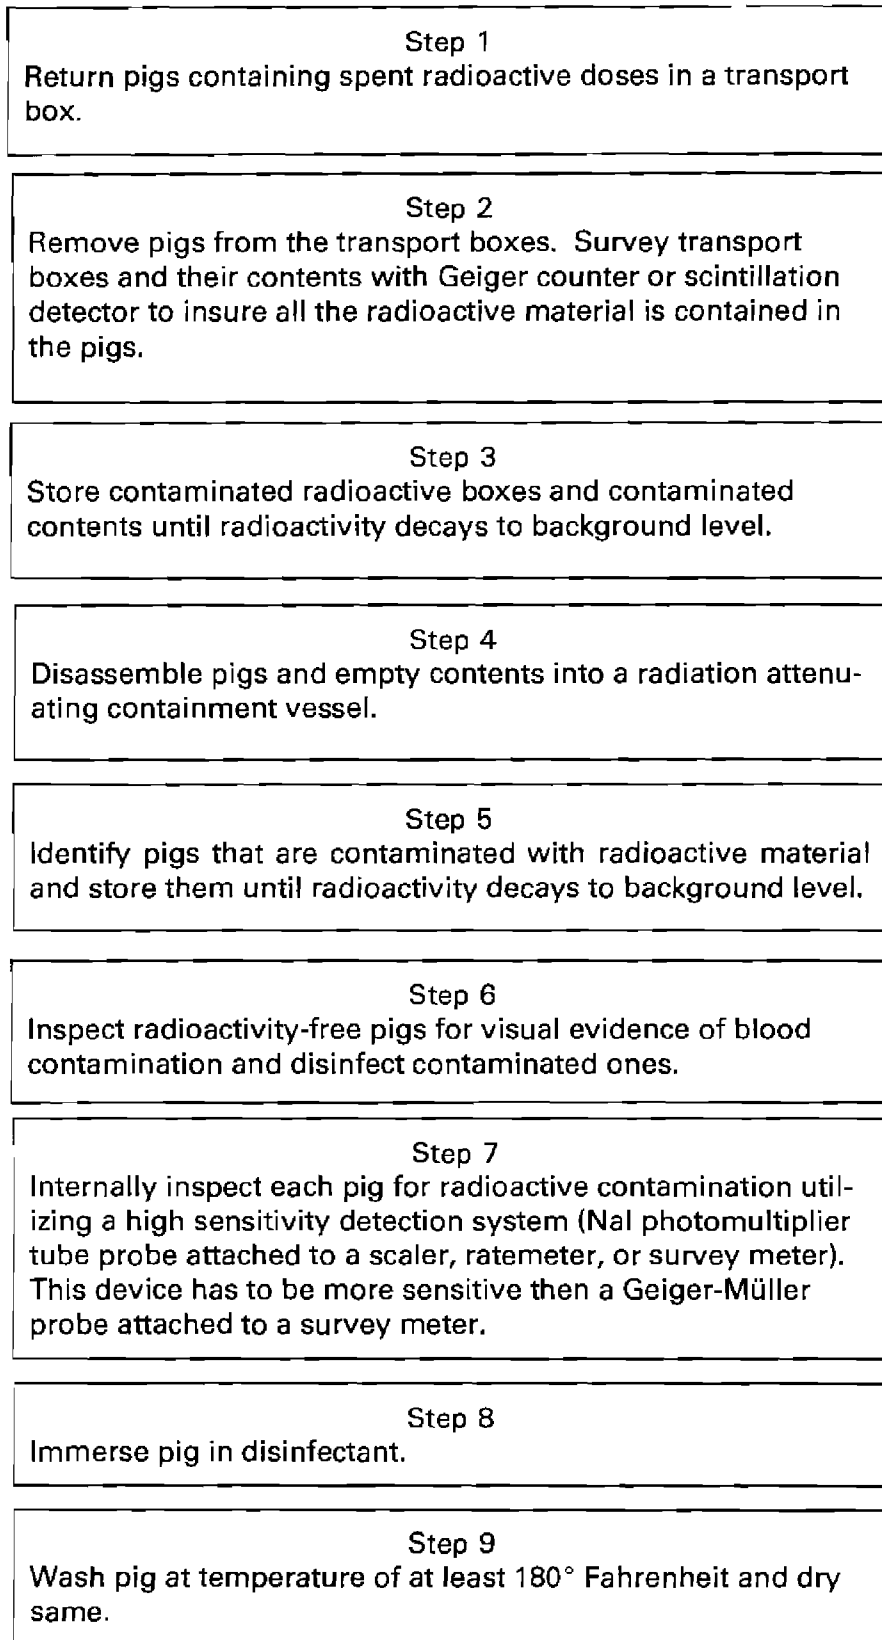 Step 1
Return pigs containing spent radioactive doses in a transport
box.
Step 2
Remove pigs from the transport boxes. Survey transport
boxes and their contents with Geiger counter or scintillation
detector to insure all the radioactive material is contained in
the pigs.
Step 3
Store contaminated radioactive boxes and contaminated
contents until radioactivity decays to background level.
Step 4
Disassemble pigs and empty contents into a radiation attenu-
ating containment vessel.
Step 5
Identify pigs that are contaminated with radioactive material
and store them until radioactivity decays to background level.
Step 6
Inspect radioactivity-free pigs for visual evidence of blood
contamination and disinfect contaminated ones.
Step 7
Internally inspect each pig for radioactive contamination util-
izing a high sensitivity detection system (NaI photomultiplier
tube probe attached to a scaler, ratemeter, or survey meter).
This device has to be more sensitive then a Geiger-Müller
probe attached to a survey meter.
Step 8
Immerse pig in disinfectant.
Step 9
Wash pig at temperature of at least 180° Fahrenheit and dry
same.